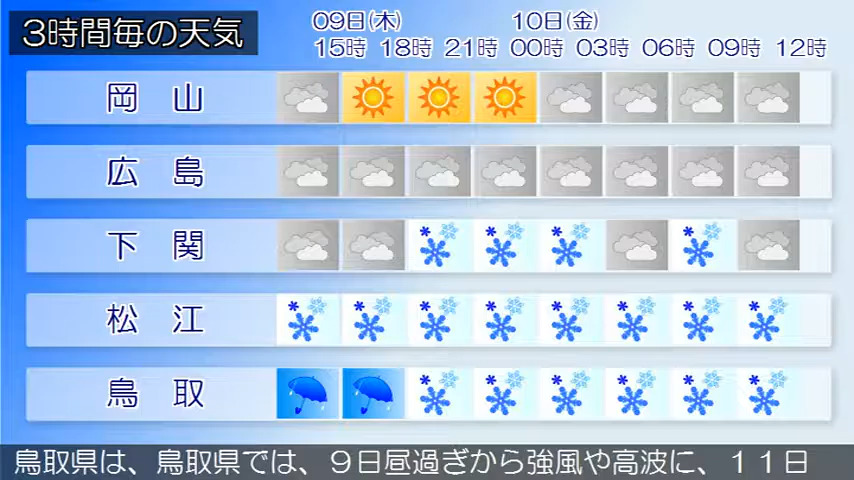 3時間毎の天気
09日(木) 10日(金)
15時 18時 21時 00時 03時 06時 09時 12時
岡 山
広 島
下 関
松 江
鳥 取
鳥取県は、鳥取県では、９日昼過ぎから強風や高波に、１１日